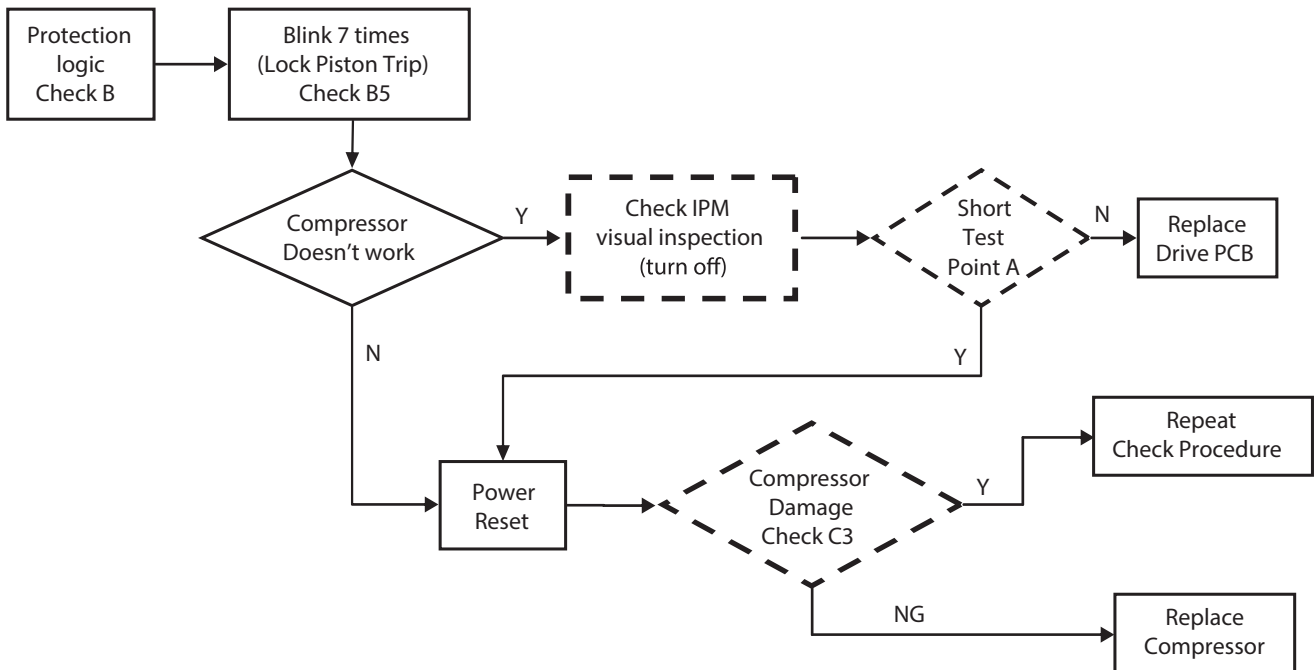 Protection
logic
Check B
Blink 7 times
(Lock Piston Trip)
Check B5
Compressor
Doesn't work
Y
Check IPM
visual inspection
(turn off)
Short
Test
Point A
N
Replace
Drive PCB
N
Y
Power
Reset
Compressor
Damage
Check C3
Y
Repeat
Check Procedure
NG
Replace
Compressor